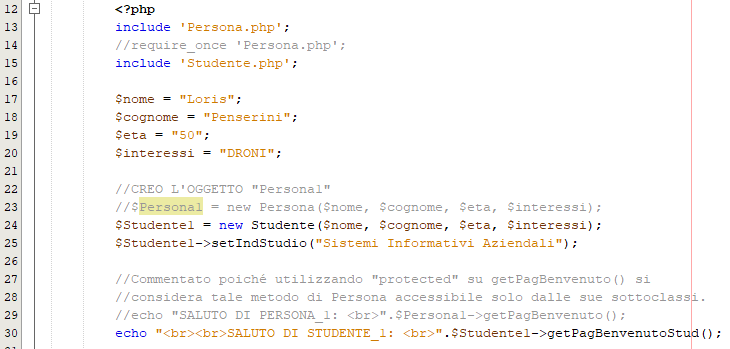 12 <?php
13 include 'Persona.php';
14 //require_once 'Persona.php';
15 include 'Studente.php';
16
17 $nome = "Loris";
18 $cognome = "Penserini";
19 $eta = "50";
20 $interessi = "DRONI";
21
22 //CREO L'OGGETTO "Persona1"
23 //$Persona1 = new Persona($nome, $cognome, $eta, $interessi);
24 $Studente1 = new Studente($nome, $cognome, $eta, $interessi);
25 $Studente1->setIndStudio("Sistemi Informativi Aziendali");
26
27 //Commentato poiché utilizzando "protected" su getPagBenvenuto() si
28 //considera tale metodo di Persona accessibile solo dalle sue sottoclassi.
29 //echo "SALUTO DI PERSONA_1: <br>".$Persona1->getPagBenvenuto();
30 echo "<br><br>SALUTO DI STUDENTE_1: <br>".$Studente1->getPagBenvenutoStud();